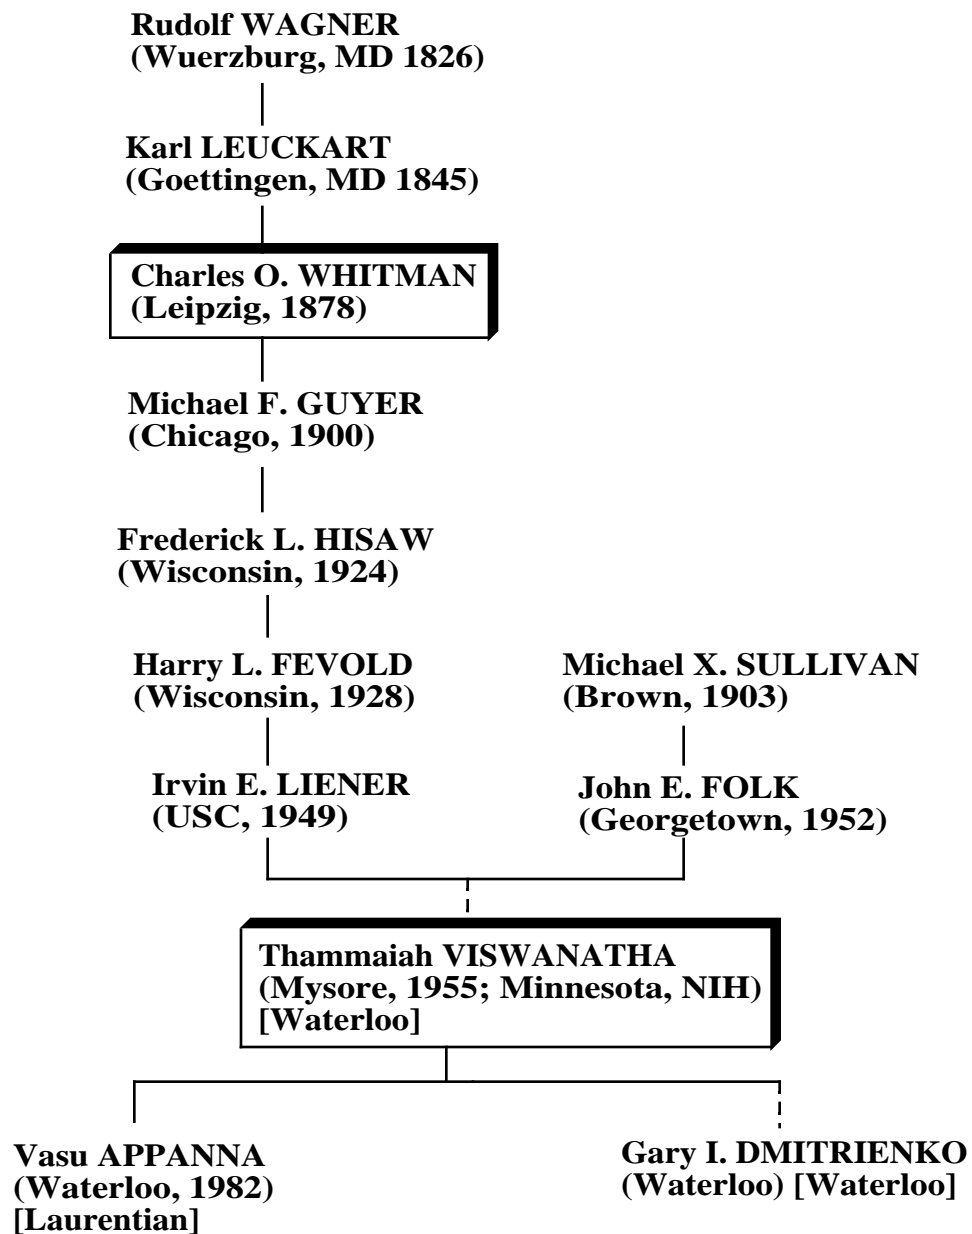 Rudolf WAGNER
(Wuerzburg, MD 1826)
Karl LEUCKART
(Goettingen, MD 1845)
Charles O. WHITMAN
(Leipzig, 1878)
Michael F. GUYER
(Chicago, 1900)
Frederick L. HISAW
(Wisconsin, 1924)
Harry L. FEVOLD
(Wisconsin, 1928)
Michael X. SULLIVAN
(Brown, 1903)
Irvin E. LIENER
(USC, 1949)
John E. FOLK
(Georgetown, 1952)
Thammaiah VISWANATHA
(Mysore, 1955; Minnesota, NIH)
[Waterloo]
Vasu APPANNA
(Waterloo, 1982)
[Laurentian]
Gary I. DMITRIENKO
(Waterloo) [Waterloo]